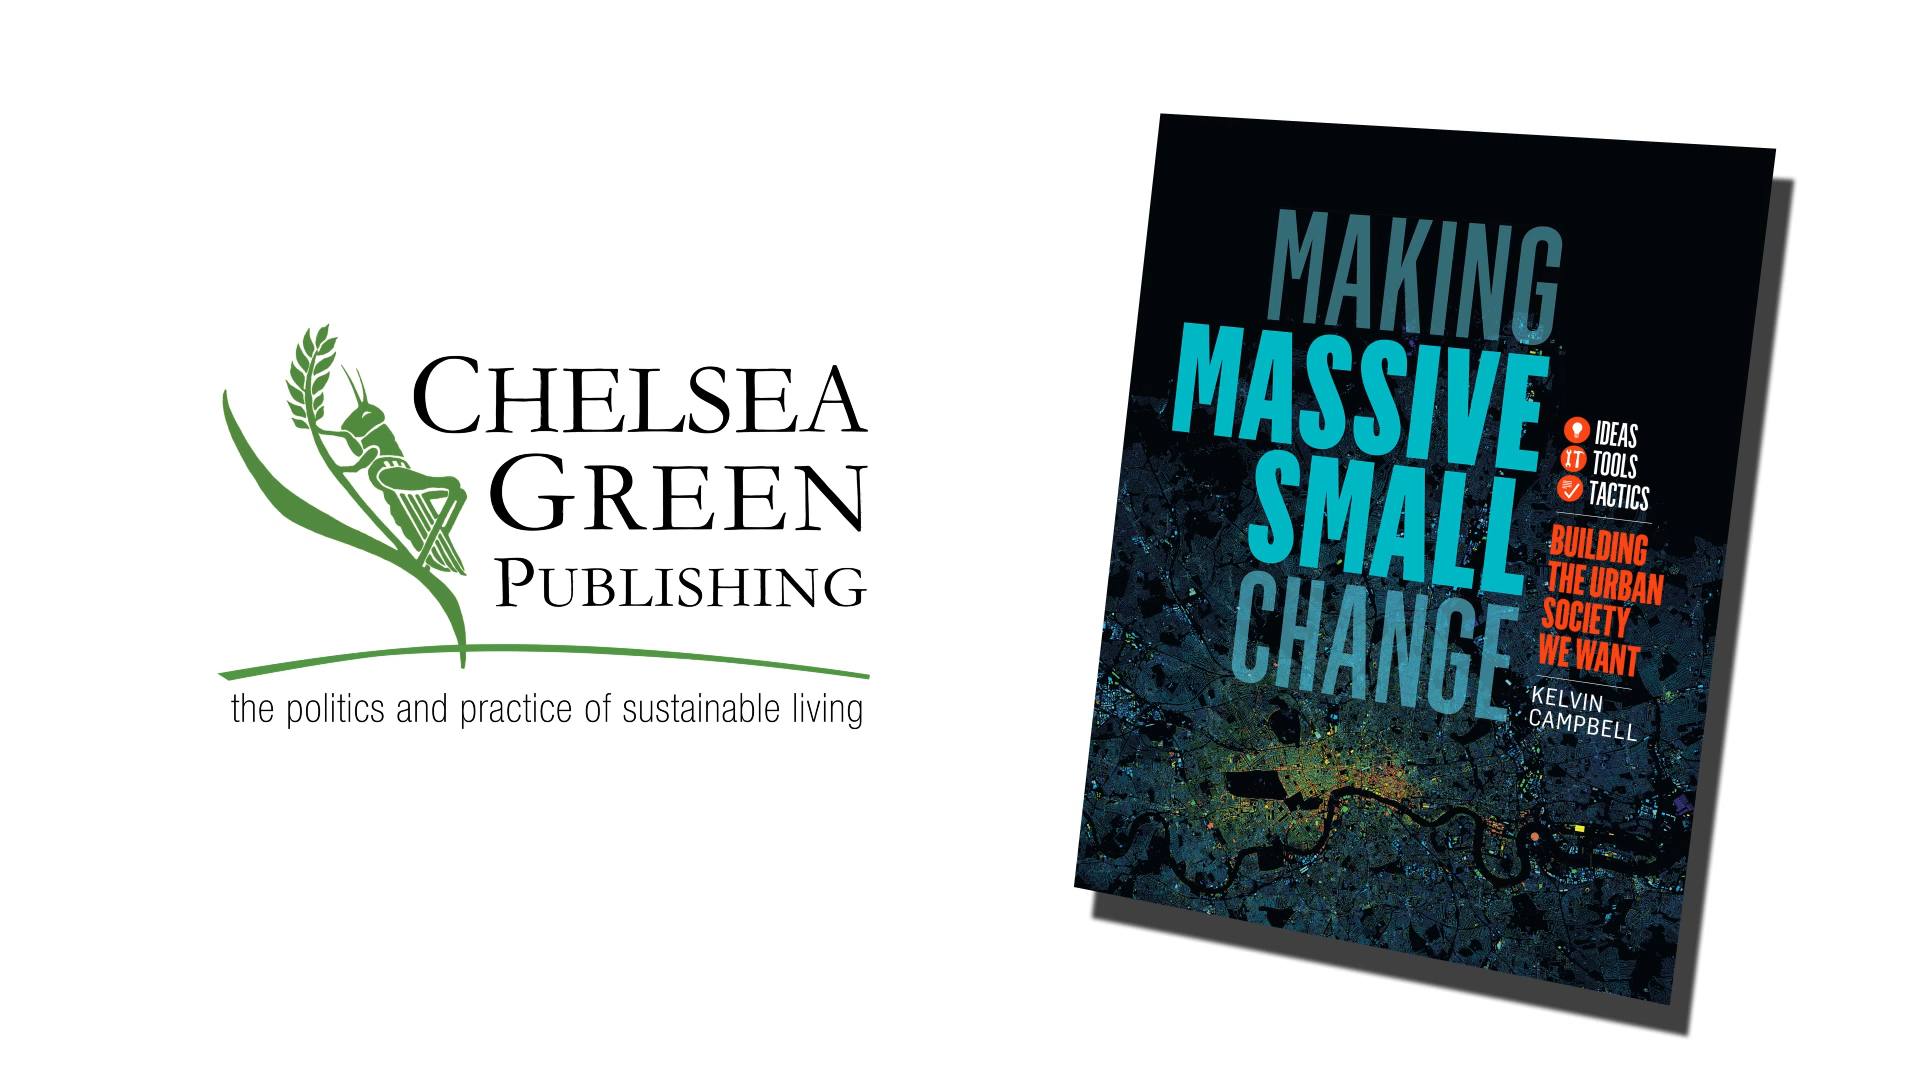 CHELSEA
GREEN
PUBLISHING
the politics and practice of sustainable living
MAKING
MASSIVE
SMALL
CHANGE
IDEAS
TOOLS
TACTICS
BUILDING
THE URBAN
SOCIETY
WE WANT
KELVIN
CAMPBELL